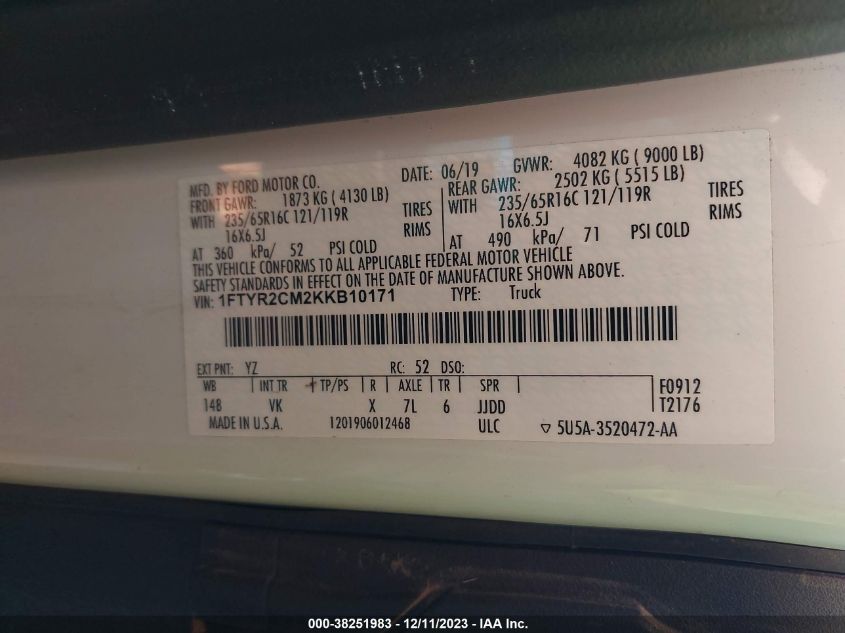 MFD. BY FORD MOTOR CO. DATE: 06/19 GVWR: 4082 KG ( 9000 LB)
FRONT GAWR: 1873 KG ( 4130 LB) REAR GAWR: 2502 KG ( 5515 LB)
WITH 235/65R16C 121/119R TIRES WITH 235/65R16C 121/119R TIRES
16X6.5J RIMS 16X6.5J RIMS
AT 360 kPa/ 52 PSI COLD AT 490 kPa/ 71 PSI COLD
THIS VEHICLE CONFORMS TO ALL APPLICABLE FEDERAL MOTOR VEHICLE
SAFETY STANDARDS IN EFFECT ON THE DATE OF MANUFACTURE SHOWN ABOVE.
VIN: 1FTYR2CM2KKB10171 TYPE: Truck
EXT PNT: YZ RC: 52 DSO:
WB INT TR TP/PS R AXLE TR SPR F0912
148 VK X 7L 6 JJDD T2176
MADE IN U.S.A. 1201906012468 ULC ▽ 5U5A-3520472-AA
000-38251983 - 12/11/2023 - IAA Inc.